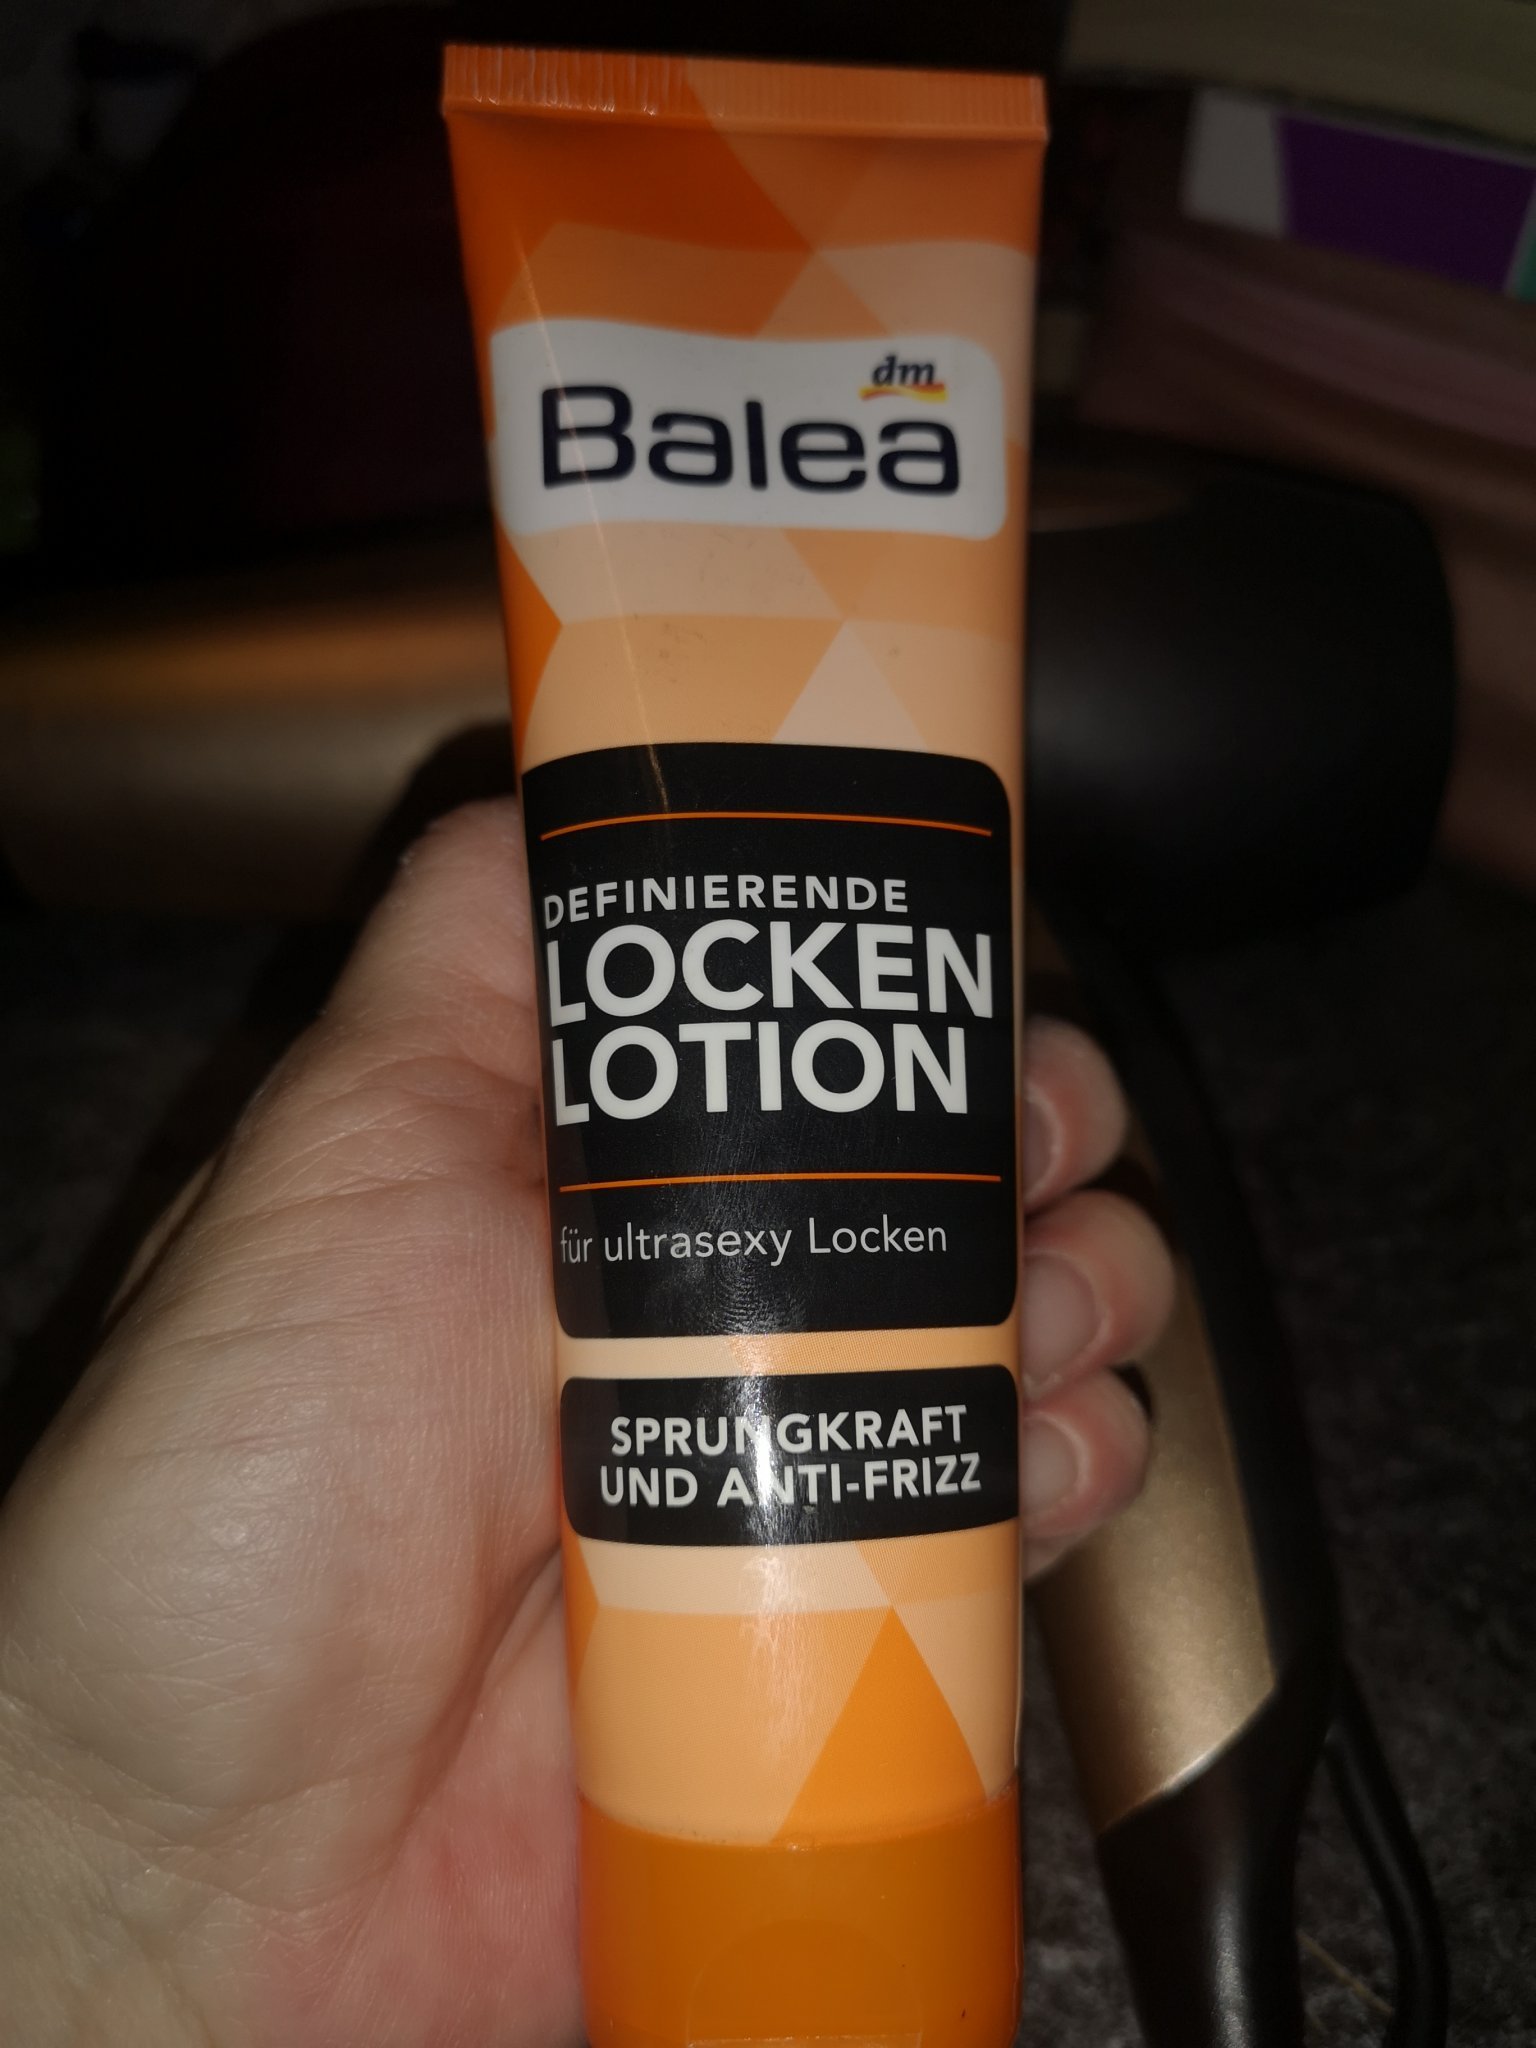 dm
Balea
DEFINIERENDE
LOCKEN
LOTION
für ultrasexy Locken
SPRUNGKRAFT
UND ANTI-FRIZZ